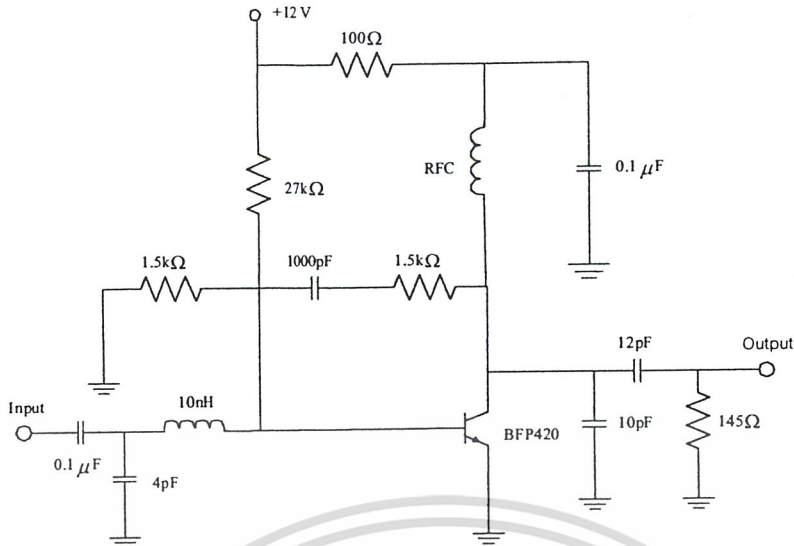 +12 V
100Ω
RFC
0.1 μF
27kΩ
1.5kΩ
1000pF
1.5kΩ
12pF
Output
Input
10nH
BFP420
10pF
145Ω
0.1 μF
4pF